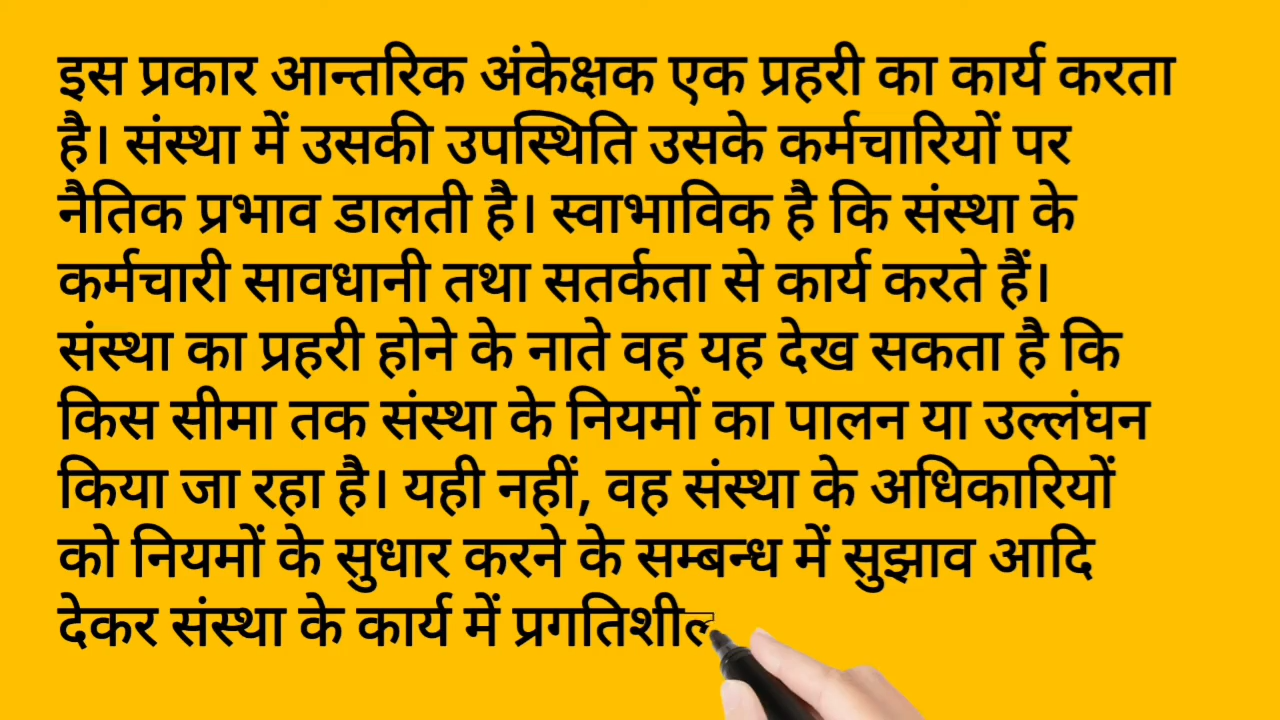 इस प्रकार आन्तरिक अंकेक्षक एक प्रहरी का कार्य करता
है। संस्था में उसकी उपस्थिति उसके कर्मचारियों पर
नैतिक प्रभाव डालती है। स्वाभाविक है कि संस्था के
कर्मचारी सावधानी तथा सतर्कता से कार्य करते हैं।
संस्था का प्रहरी होने के नाते वह यह देख सकता है कि
किस सीमा तक संस्था के नियमों का पालन या उल्लंघन
किया जा रहा है। यही नहीं, वह संस्था के अधिकारियों
को नियमों के सुधार करने के सम्बन्ध में सुझाव आदि
देकर संस्था के कार्य में